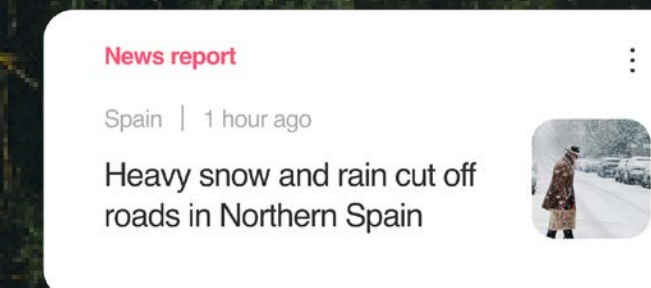 News report
Spain | 1 hour ago
Heavy snow and rain cut off
roads in Northern Spain